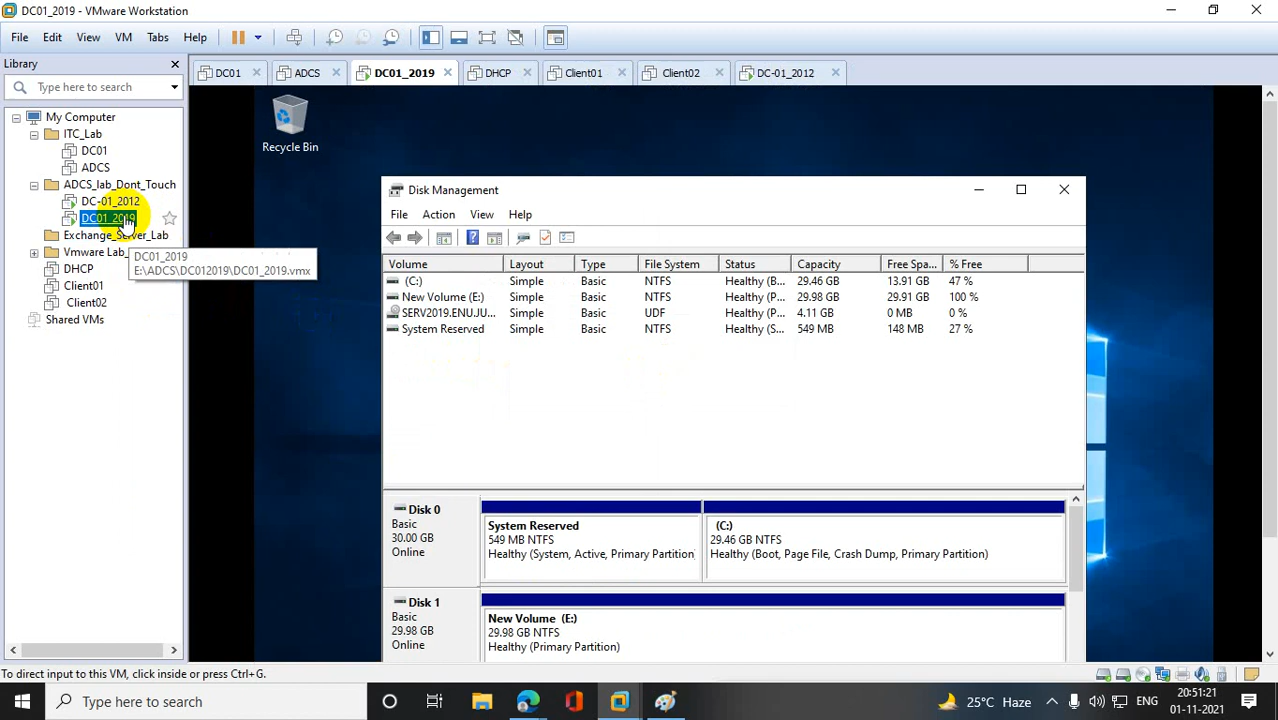 DC01_2019 - VMware Workstation
File Edit View VM Tabs Help
Library
Type here to search
My Computer
ITC_Lab
DC01
ADCS
ADCS_lab_Dont_Touch
DC-01_2012
DC01_2019
Exchange_Server_Lab
Vmware Lab_
DHCP
Client01
Client02
Shared VMs
DC01_2019
E:\ADCS\DC012019\DC01_2019.vmx
DC01 ADCS DC01_2019 DHCP Client01 Client02 DC-01_2012
Recycle Bin
Disk Management
File Action View Help
Volume Layout Type File System Status Capacity Free Spa... % Free
(C:) Simple Basic NTFS Healthy (B... 29.46 GB 13.91 GB 47 %
New Volume (E:) Simple Basic NTFS Healthy (P... 29.98 GB 29.91 GB 100 %
SERV2019.ENU.JU... Simple Basic UDF Healthy (P... 4.11 GB 0 MB 0 %
System Reserved Simple Basic NTFS Healthy (S... 549 MB 148 MB 27 %
Disk 0
Basic
30.00 GB
Online
System Reserved
549 MB NTFS
Healthy (System, Active, Primary Partition
(C:)
29.46 GB NTFS
Healthy (Boot, Page File, Crash Dump, Primary Partition)
Disk 1
Basic
29.98 GB
Online
New Volume (E:)
29.98 GB NTFS
Healthy (Primary Partition)
To direct input to this VM, click inside or press Ctrl+G.
Type here to search
25°C Haze
ENG
20:51:21
01-11-2021